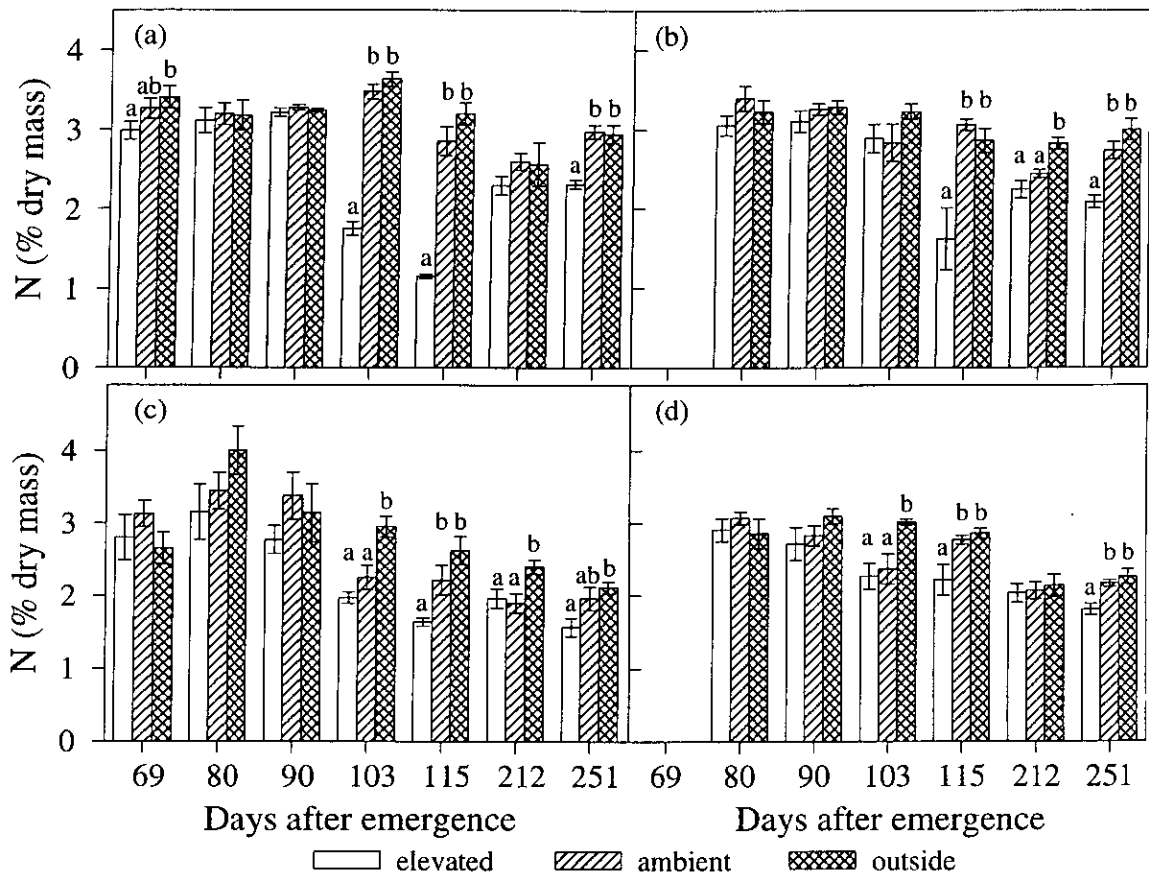 (a) (b)
4
3
2
1
0
N (% dry mass)
a ab b a b b a b b a b b
a b b a a b a b b
(c) (d)
4
3
2
1
0
N (% dry mass)
a a b a b b a a b a ab b
a a b a b b a b b
69 80 90 103 115 212 251 69 80 90 103 115 212 251
Days after emergence Days after emergence
elevated ambient outside